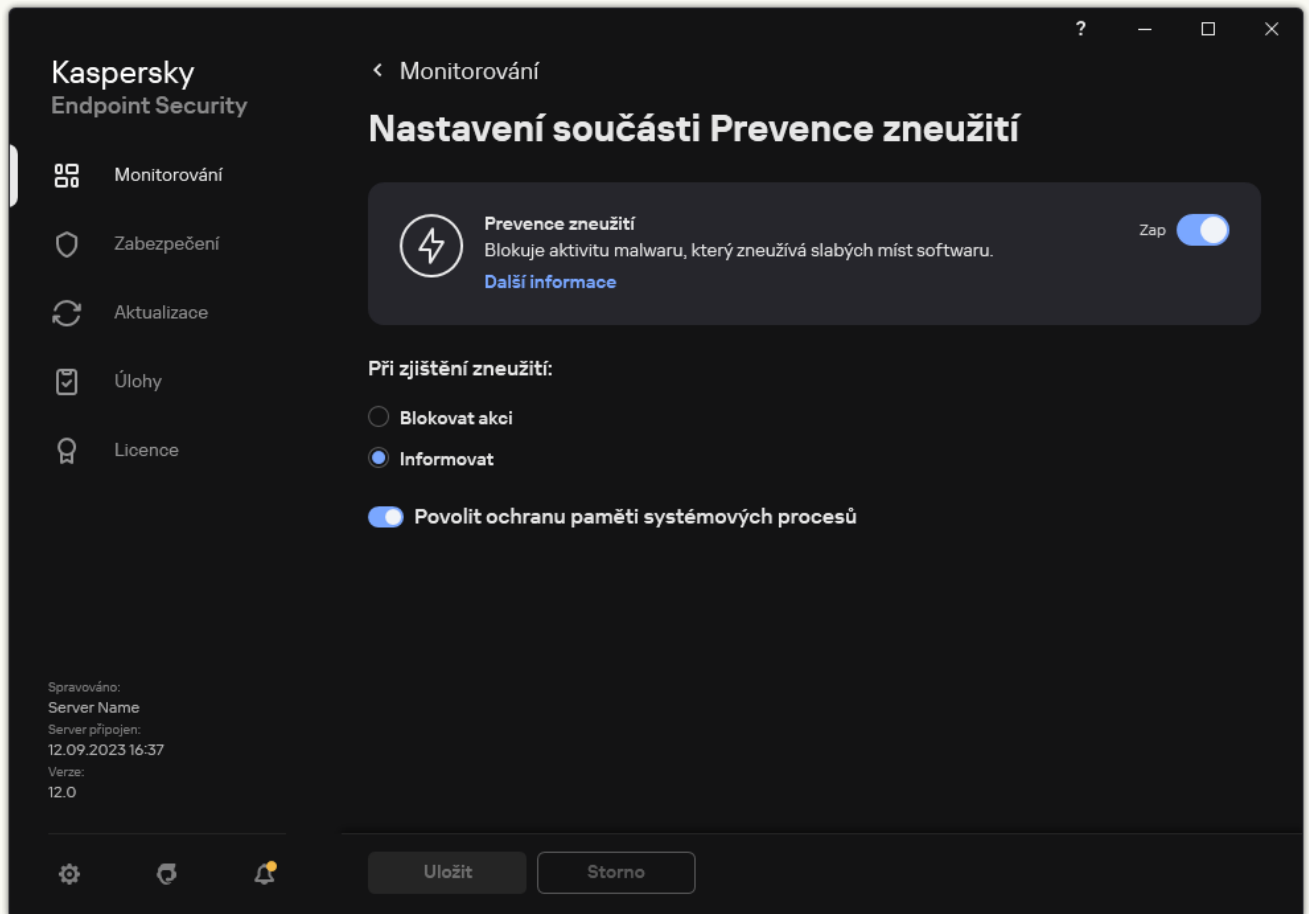 ?
Kaspersky
Endpoint Security
Monitorování
Zabezpečení
Aktualizace
Úlohy
Licence
Spravováno:
Server Name
Server připojen:
12.09.2023 16:37
Verze:
12.0
Monitorování
Nastavení součásti Prevence zneužití
Prevence zneužití
Blokuje aktivitu malwaru, který zneužívá slabých míst softwaru.
Další informace
Zap
Při zjištění zneužití:
Blokovat akci
Informovat
Povolit ochranu paměti systémových procesů
Uložit
Storno